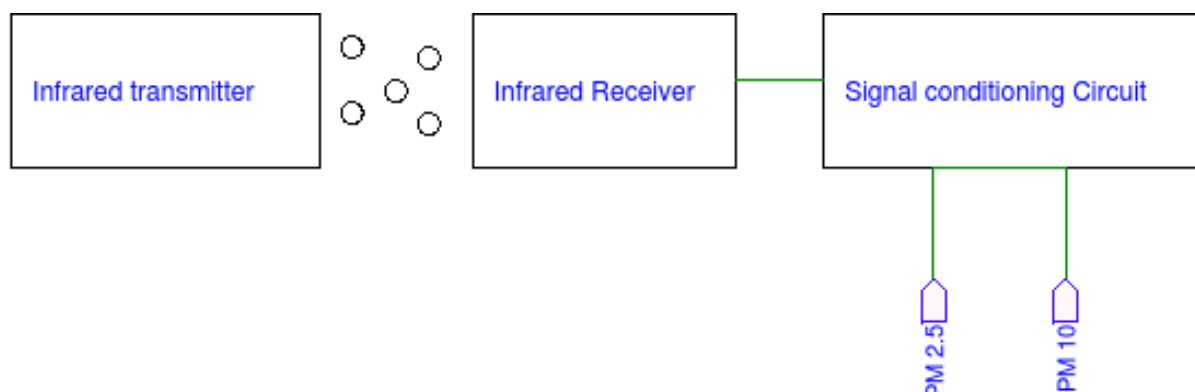 Infrared transmitter
Infrared Receiver
Signal conditioning Circuit
PM 2.5
PM 10